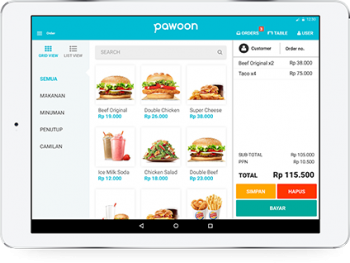 pawoon
ORDERS
TABLE
USER
GRID VIEW
LIST VIEW
SEARCH
Customer
Order no.
SEMUA
MAKANAN
MINUMAN
PENUTUP
CAMILAN
Beef Original
Rp 19.000
Double Chicken
Rp 26.000
Super Cheese
Rp 38.000
Ice Milk Soda
Rp 12.000
Chicken Salad
Rp 18.000
Double Beef
Rp 23.000
Beef Original x2
Rp 38.000
Taco x4
Rp 75.000
SUB TOTAL
Rp 105.000
PPN
Rp 10.500
TOTAL
Rp 115.500
SIMPAN
HAPUS
BAYAR